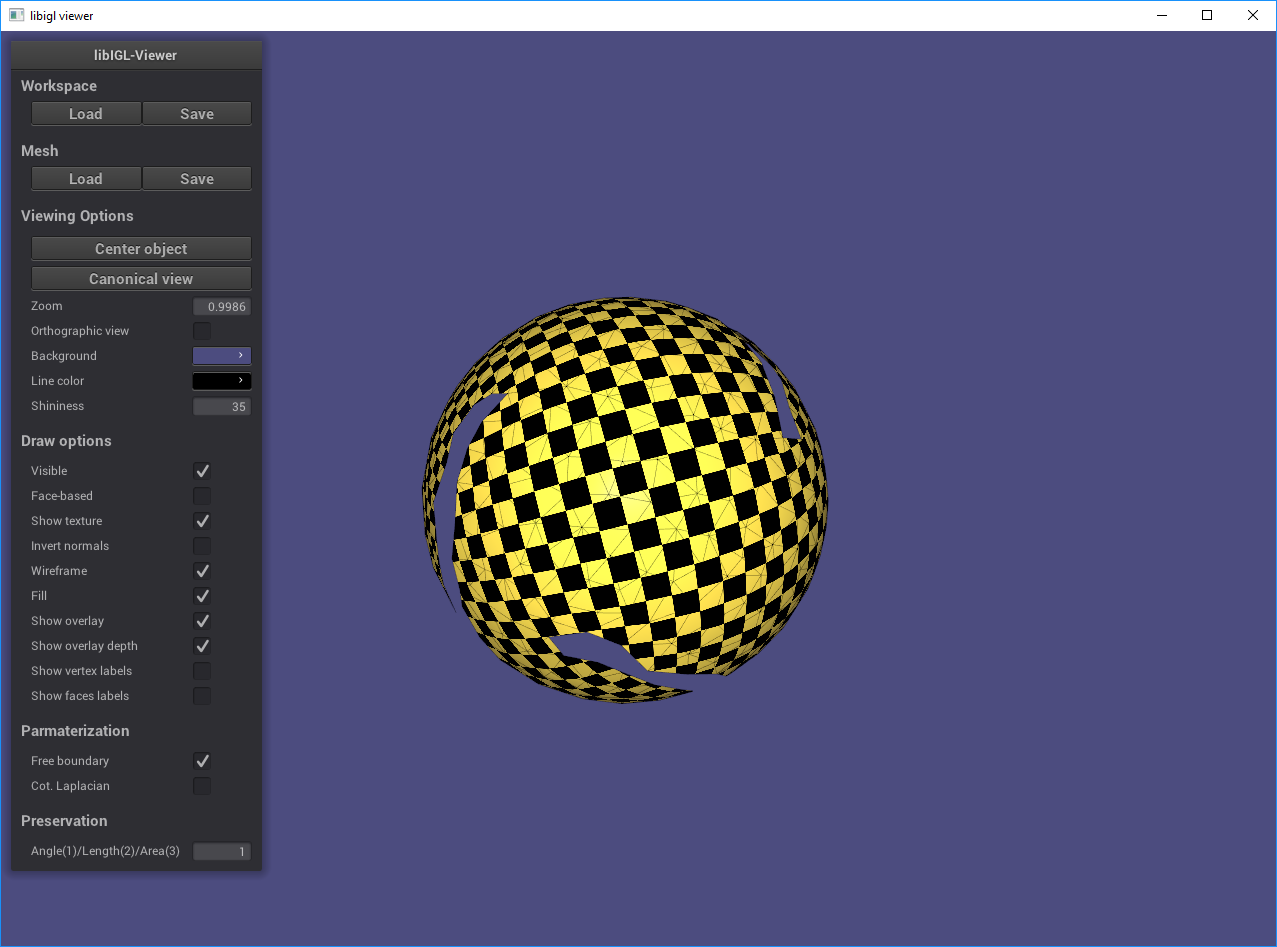 libigl viewer
libIGL-Viewer
Workspace
Load Save
Mesh
Load Save
Viewing Options
Center object
Canonical view
Zoom 0.9986
Orthographic view
Background
Line color
Shininess 35
Draw options
Visible
Face-based
Show texture
Invert normals
Wireframe
Fill
Show overlay
Show overlay depth
Show vertex labels
Show faces labels
Parmaterization
Free boundary
Cot. Laplacian
Preservation
Angle(1)/Length(2)/Area(3) 1